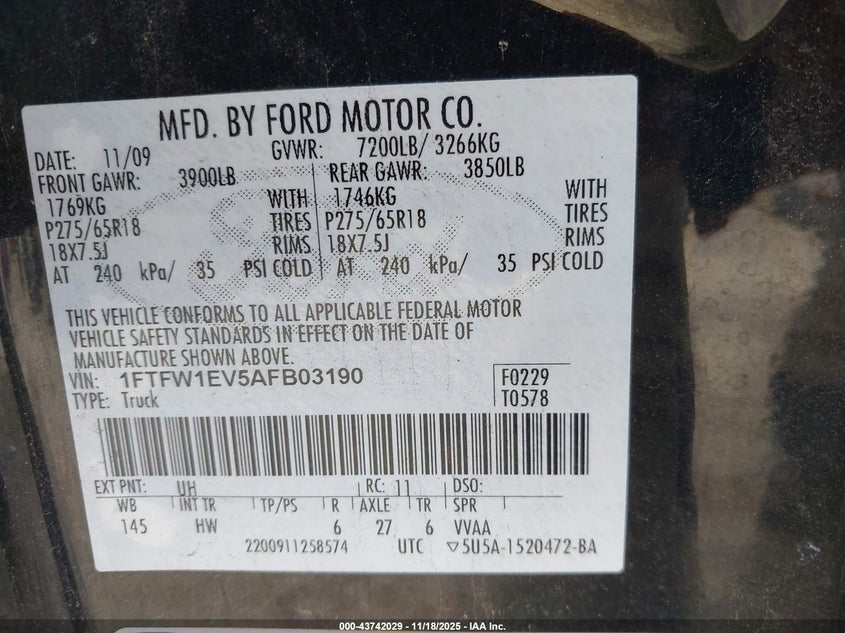 MFD. BY FORD MOTOR CO.
DATE: 11/09 GVWR: 7200LB/ 3266KG
FRONT GAWR: 3900LB REAR GAWR: 3850LB
1769KG WITH 1746KG WITH
P275/65R18 TIRES P275/65R18 TIRES
18X7.5J RIMS 18X7.5J RIMS
AT 240 kPa/ 35 PSI COLD AT 240 kPa/ 35 PSI COLD
THIS VEHICLE CONFORMS TO ALL APPLICABLE FEDERAL MOTOR
VEHICLE SAFETY STANDARDS IN EFFECT ON THE DATE OF
MANUFACTURE SHOWN ABOVE.
VIN: 1FTFW1EV5AFB03190 F0229
TYPE: Truck T0578
EXT PNT: UH RC: 11 DSO:
WB INT TR TP/PS R AXLE TR SPR
145 HW 6 27 6 VVAA
2200911258574 UTC ▽5U5A-1520472-BA
000-43742029 - 11/18/2025 - IAA Inc.